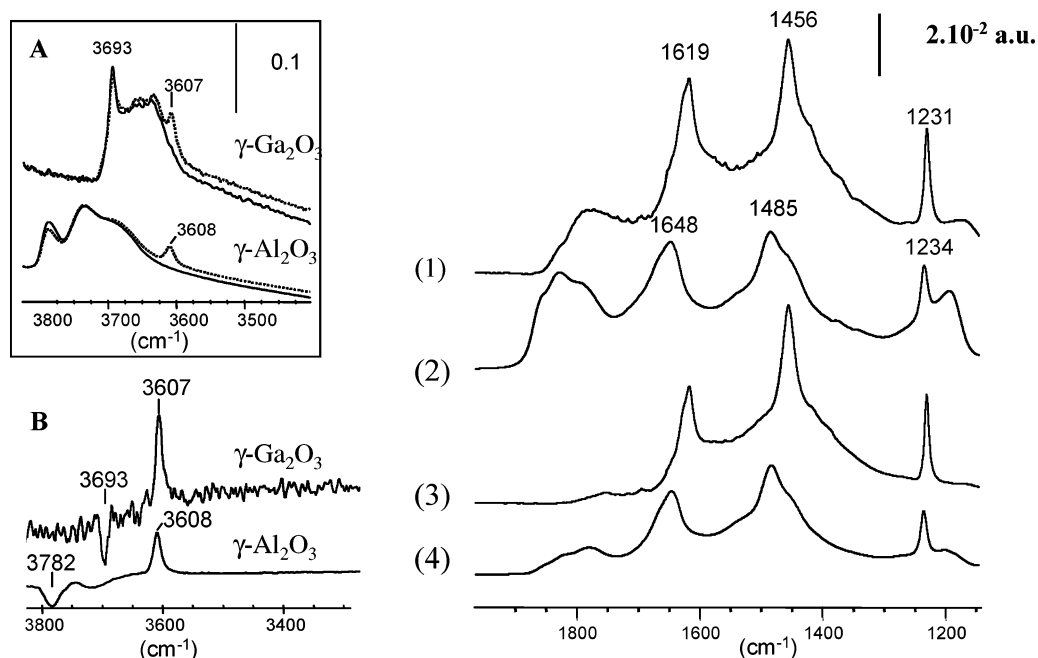 A
3693
0.1
3607
γ-Ga₂O₃
3608
γ-Al₂O₃
3800 3700 3600 3500
(cm⁻¹)
B
3607
γ-Ga₂O₃
3693
3608
γ-Al₂O₃
3782
3800 3600 3400
(cm⁻¹)
1456
2.10⁻² a.u.
1619
1231
1648
1485
1234
(1)
(2)
(3)
(4)
1800 1600 1400 1200
(cm⁻¹)